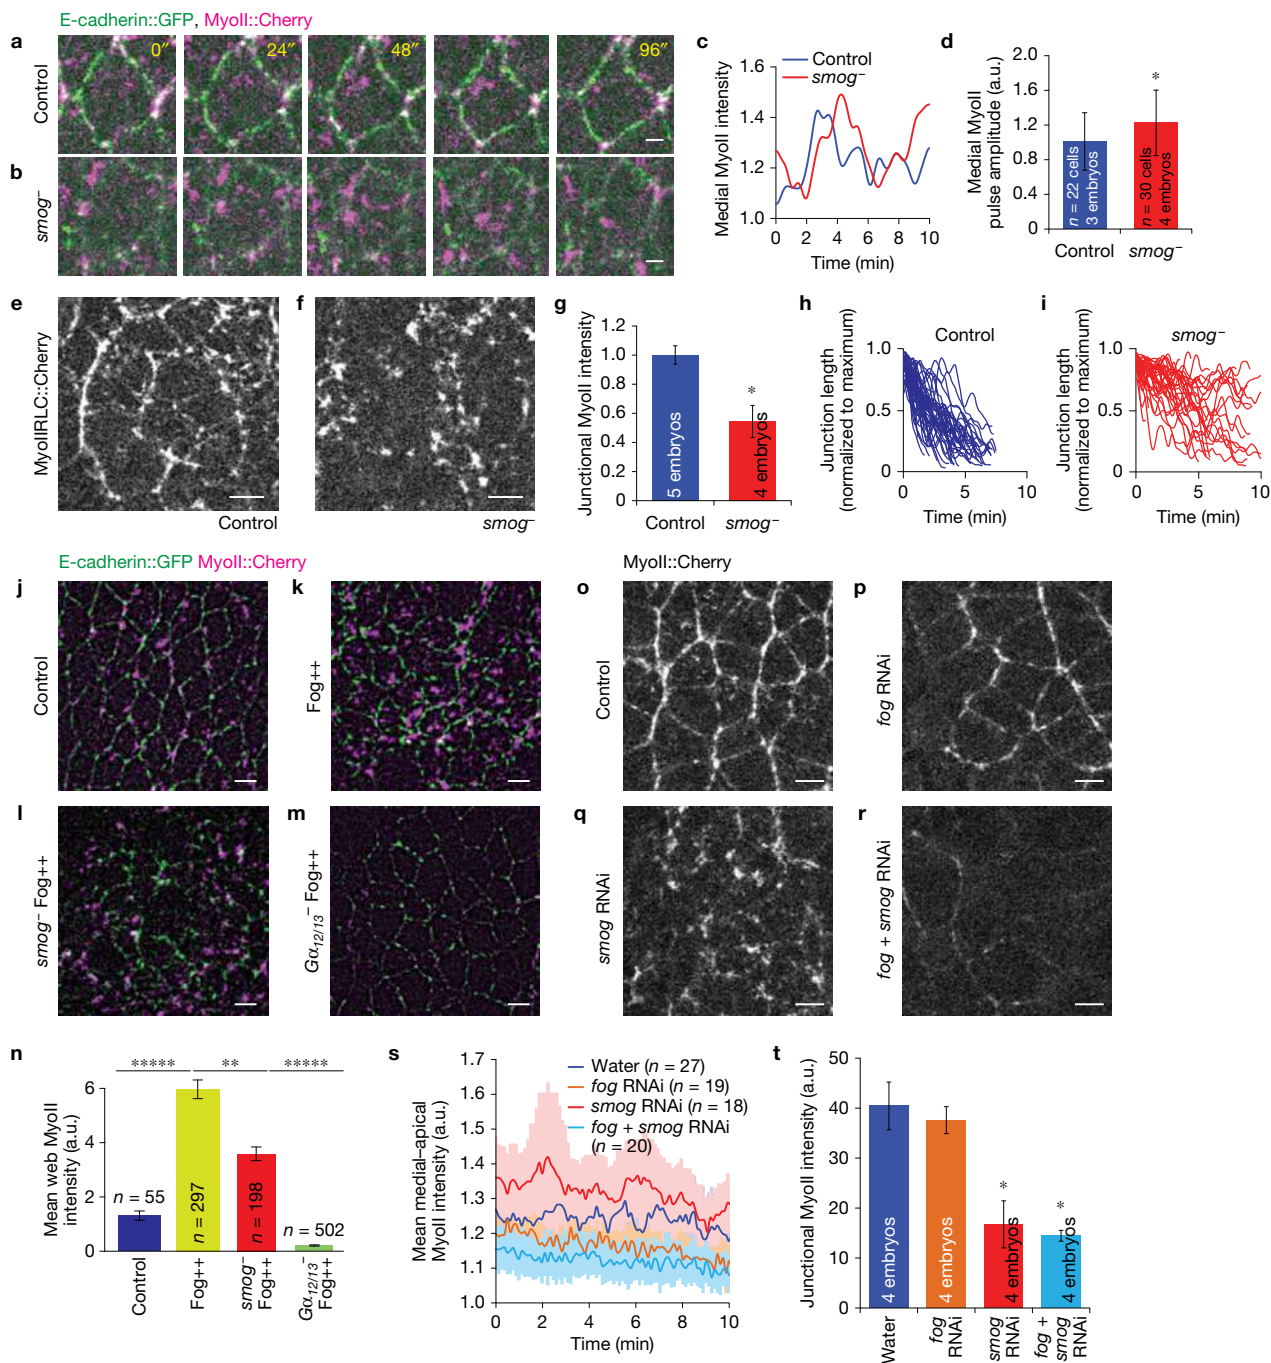 E-cadherin::GFP, MyoII::Cherry
a
Control
0″
24″
48″
96″
b
smog⁻
c
Medial MyoII intensity
1.6
1.4
1.2
1.0
Control
smog⁻
0
2
4
6
8
10
Time (min)
d
Medial MyoII
pulse amplitude (a.u.)
2.0
1.6
1.2
0.8
0.4
0
*
n = 22 cells
3 embryos
n = 30 cells
4 embryos
Control
smog⁻
e
MyoIIRLC::Cherry
Control
f
smog⁻
g
Junctional MyoII intensity
1.2
1.0
0.8
0.6
0.4
0.2
0
*
5 embryos
4 embryos
Control
smog⁻
h
Control
Junction length
(normalized to maximum)
1.0
0.5
0
0
5
10
Time (min)
i
smog⁻
Junction length
(normalized to maximum)
1.0
0.5
0
0
5
10
Time (min)
E-cadherin::GFP MyoII::Cherry
j
Control
k
Fog++
l
smog⁻ Fog++
m
Gα12/13⁻ Fog++
MyoII::Cherry
o
Control
p
fog RNAi
q
smog RNAi
r
fog + smog RNAi
n
Mean web MyoII
intensity (a.u.)
6
4
2
0
*****
**
*****
n = 55
n = 297
n = 198
n = 502
Control
Fog++
smog⁻
Fog++
Gα12/13⁻
Fog++
s
Mean medial–apical
MyoII intensity (a.u.)
1.7
1.6
1.5
1.4
1.3
1.2
1.1
1.0
Water (n = 27)
fog RNAi (n = 19)
smog RNAi (n = 18)
fog + smog RNAi
(n = 20)
0
2
4
6
8
10
Time (min)
t
Junctional MyoII intensity (a.u.)
50
40
30
20
10
0
*
*
4 embryos
4 embryos
4 embryos
4 embryos
Water
fog
RNAi
smog
RNAi
fog +
smog
RNAi